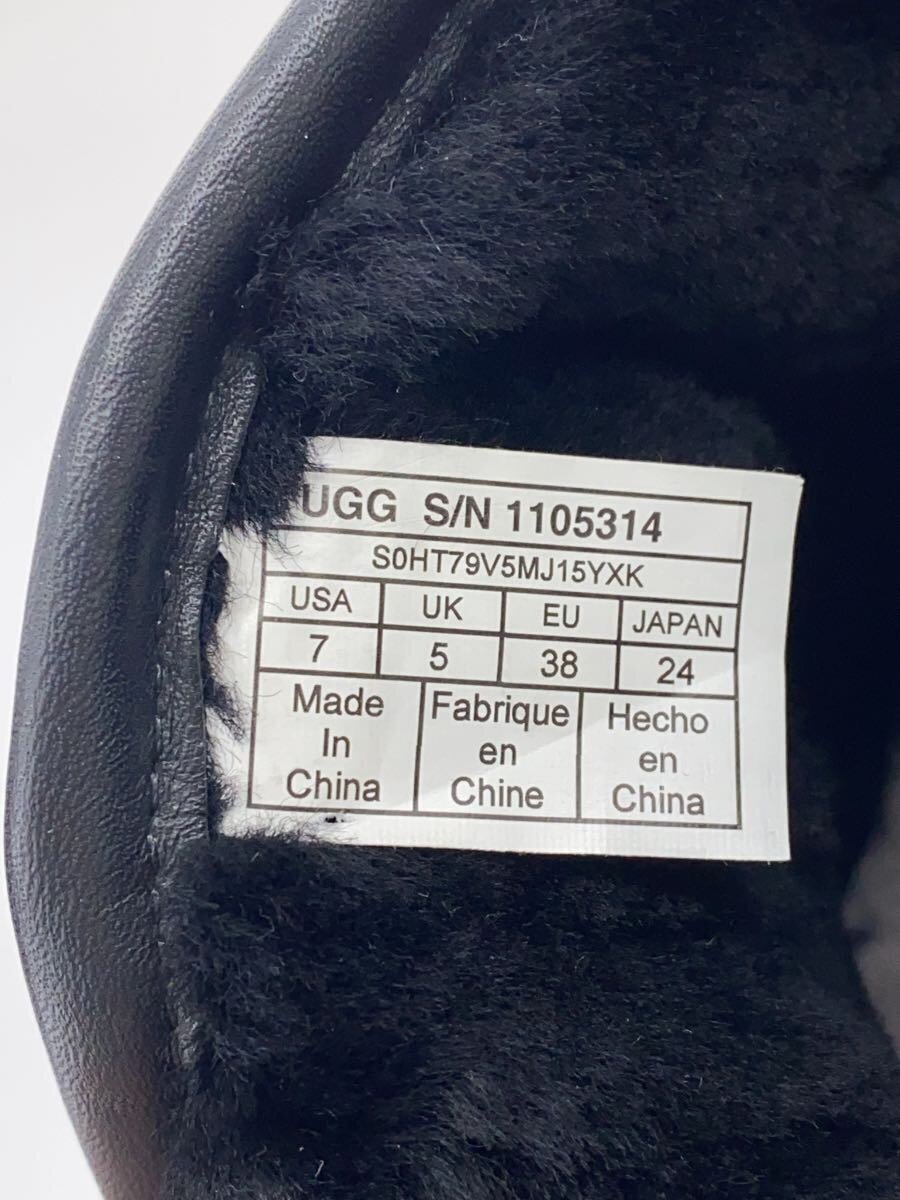 UGG S/N 1105314
S0HT79V5MJ15YXK
USA UK EU JAPAN
7 5 38 24
Made In China
Fabrique en Chine
Hecho en China